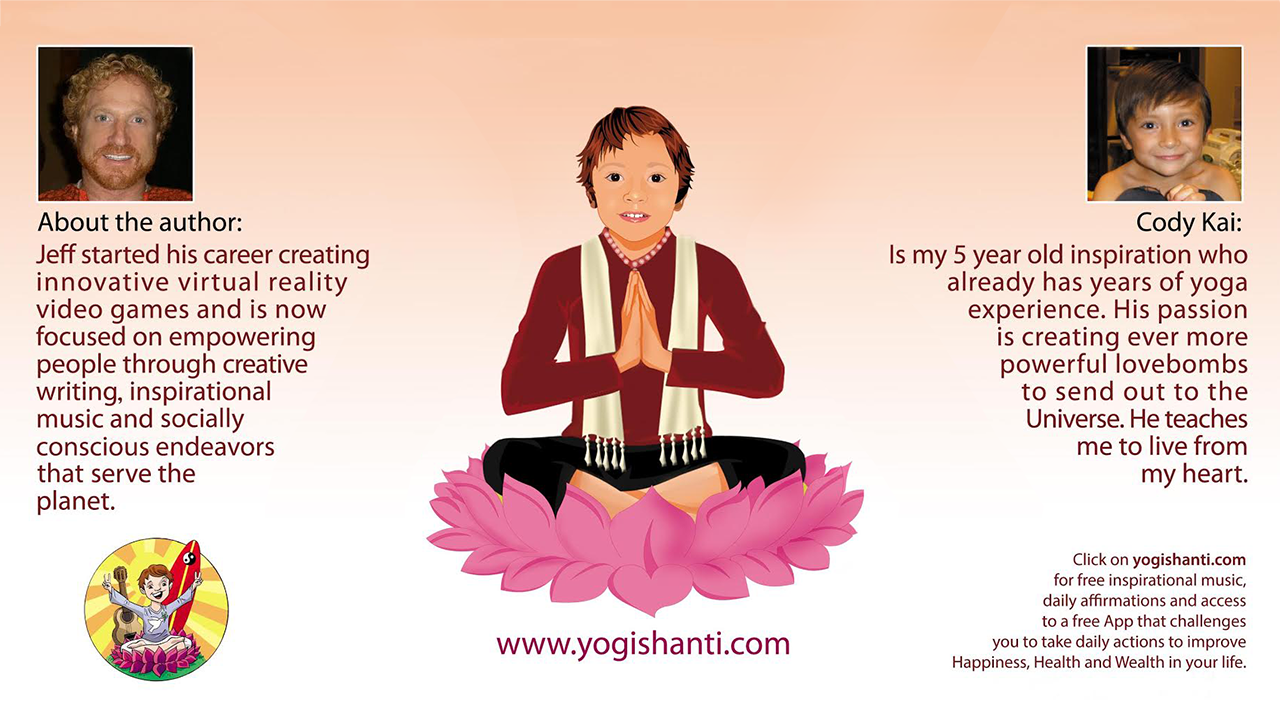 About the author:
Jeff started his career creating
innovative virtual reality
video games and is now
focused on empowering
people through creative
writing, inspirational
music and socially
conscious endeavors
that serve the
planet.
www.yogishanti.com
Cody Kai:
Is my 5 year old inspiration who
already has years of yoga
experience. His passion
is creating ever more
powerful lovebombs
to send out to the
Universe. He teaches
me to live from
my heart.
Click on yogishanti.com
for free inspirational music,
daily affirmations and access
to a free App that challenges
you to take daily actions to improve
Happiness, Health and Wealth in your life.